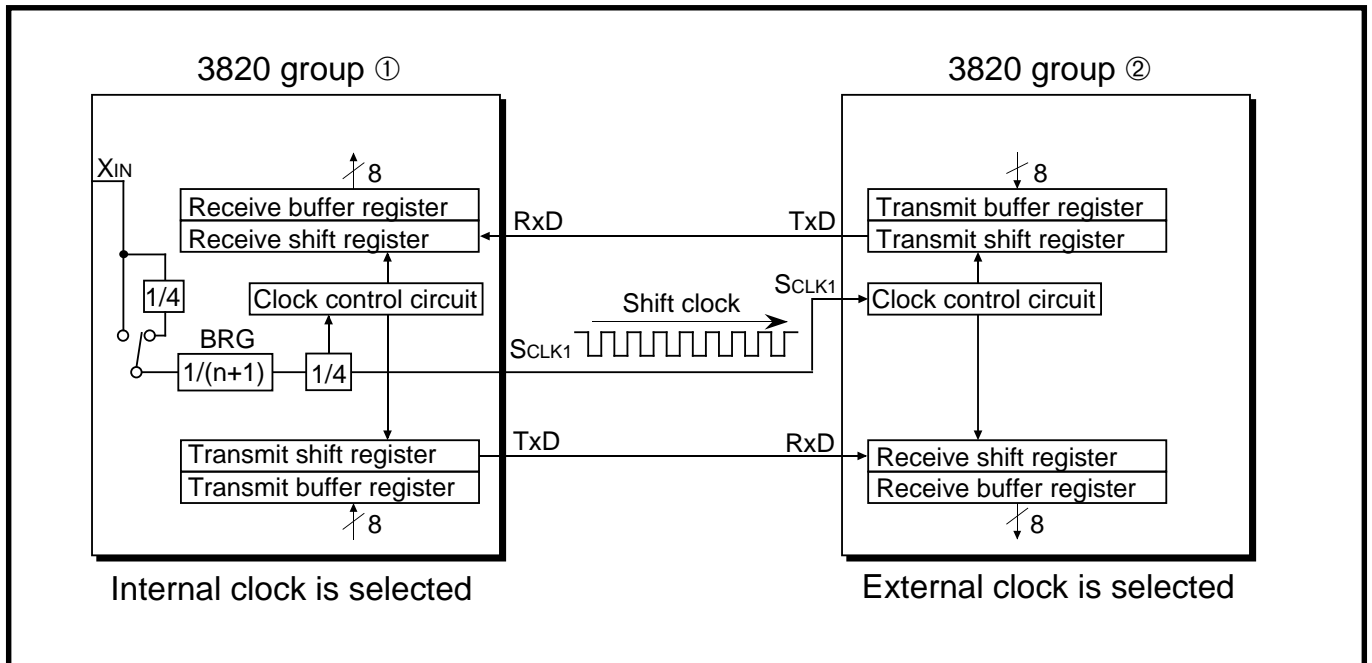 3820 group ①
3820 group ②
XIN
8
8
Receive buffer register
Receive shift register
RxD
TxD
Transmit buffer register
Transmit shift register
1/4
Clock control circuit
Shift clock
SCLK1
Clock control circuit
BRG
SCLK1
1/(n+1)
1/4
Transmit shift register
Transmit buffer register
TxD
RxD
Receive shift register
Receive buffer register
8
8
Internal clock is selected
External clock is selected